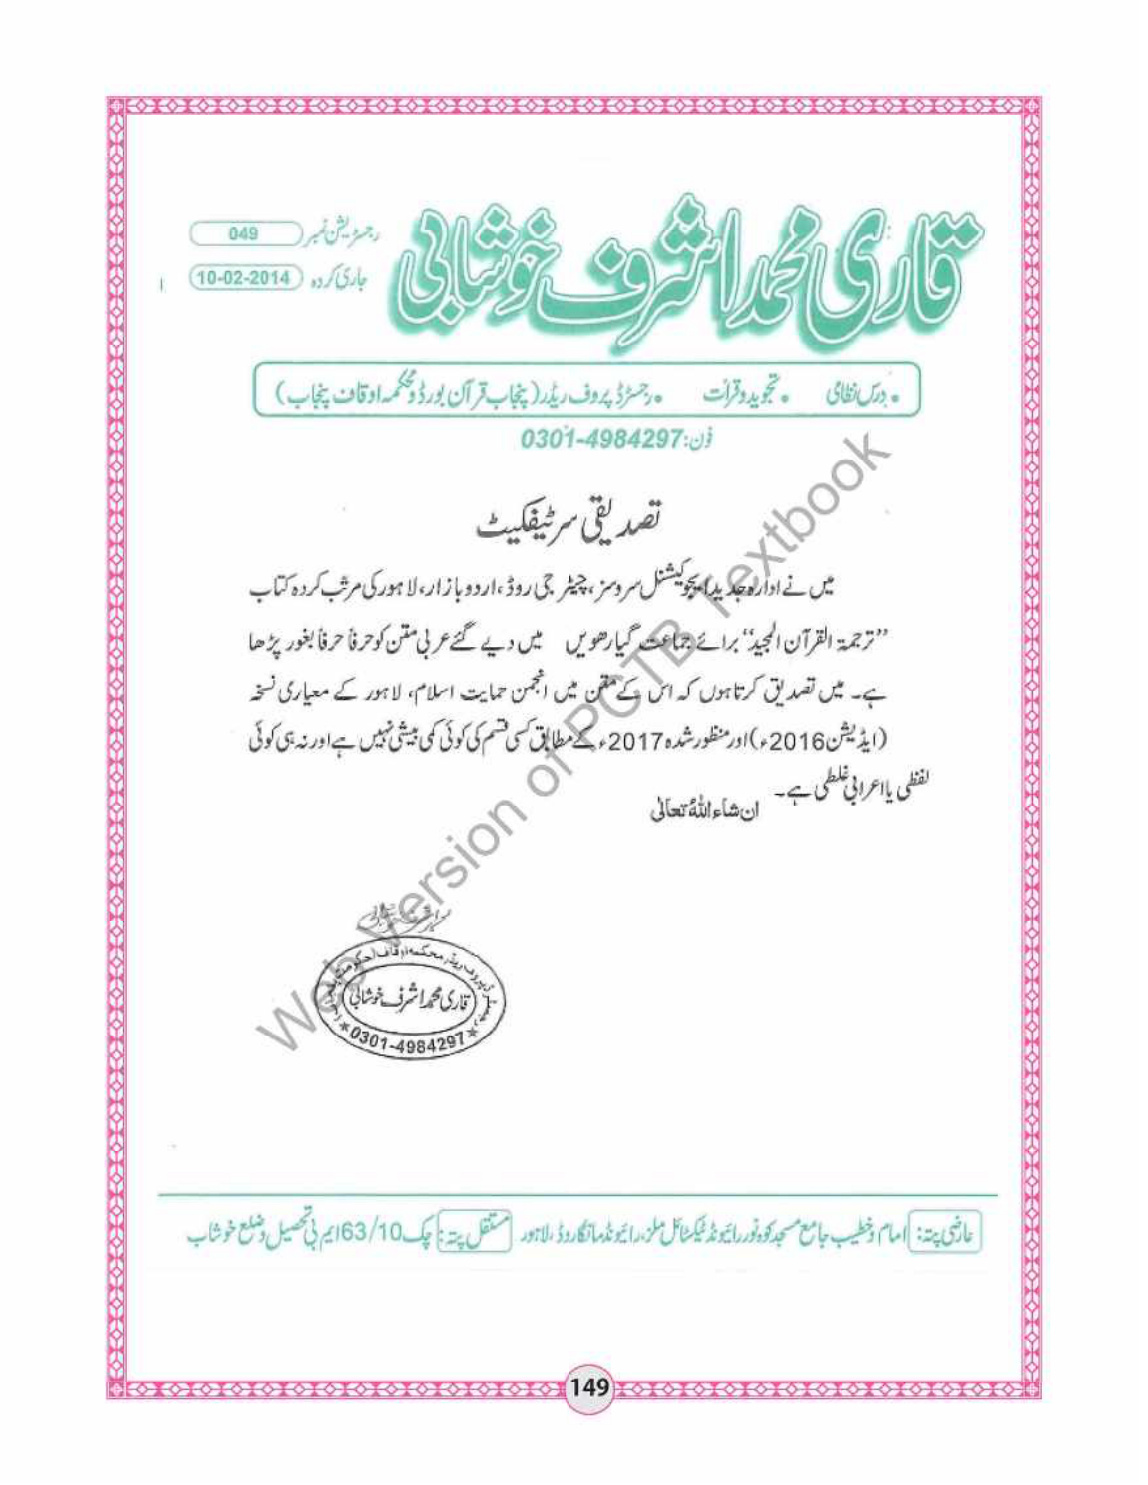 قاری محمد اشرف خوشابی
رجسٹریشن نمبر 049
جاری کردہ 10-02-2014
• درس نظامی • تجوید و قرأت • رجسٹرڈ پروف ریڈر (پنجاب قرآن بورڈ و محکمہ اوقاف پنجاب)
فون: 0301-4984297
تصدیقی سرٹیفکیٹ
میں نے ادارہ جدید ایجوکیشنل سروسز، چیٹر جی روڈ، اردو بازار، لاہور کی مرتب کردہ کتاب
”ترجمۃ القرآن المجید“ برائے جماعت گیارھویں میں دیے گئے عربی متن کو حرفاً حرفاً بغور پڑھا
ہے۔ میں تصدیق کرتا ہوں کہ اس کے متن میں انجمن حمایت اسلام، لاہور کے معیاری نسخہ
(ایڈیشن 2016ء) اور منظور شدہ 2017ء کے مطابق کسی قسم کی کوئی کمی بیشی نہیں ہے اور نہ ہی کوئی
لفظی یا اعرابی غلطی ہے۔
ان شاء اللہ تعالیٰ
رجسٹرڈ پروف ریڈر محکمہ اوقاف حکومت
قاری محمد اشرف خوشابی
0301-4984297
عارضی پتہ: امام و خطیب جامع مسجد کوہ نور رائیونڈ ٹیکسٹائل ملز، رائیونڈ مانگا روڈ، لاہور مستقل پتہ: چک 63/10 ایم بی تحصیل و ضلع خوشاب
149
Web Version of PCTB Textbook